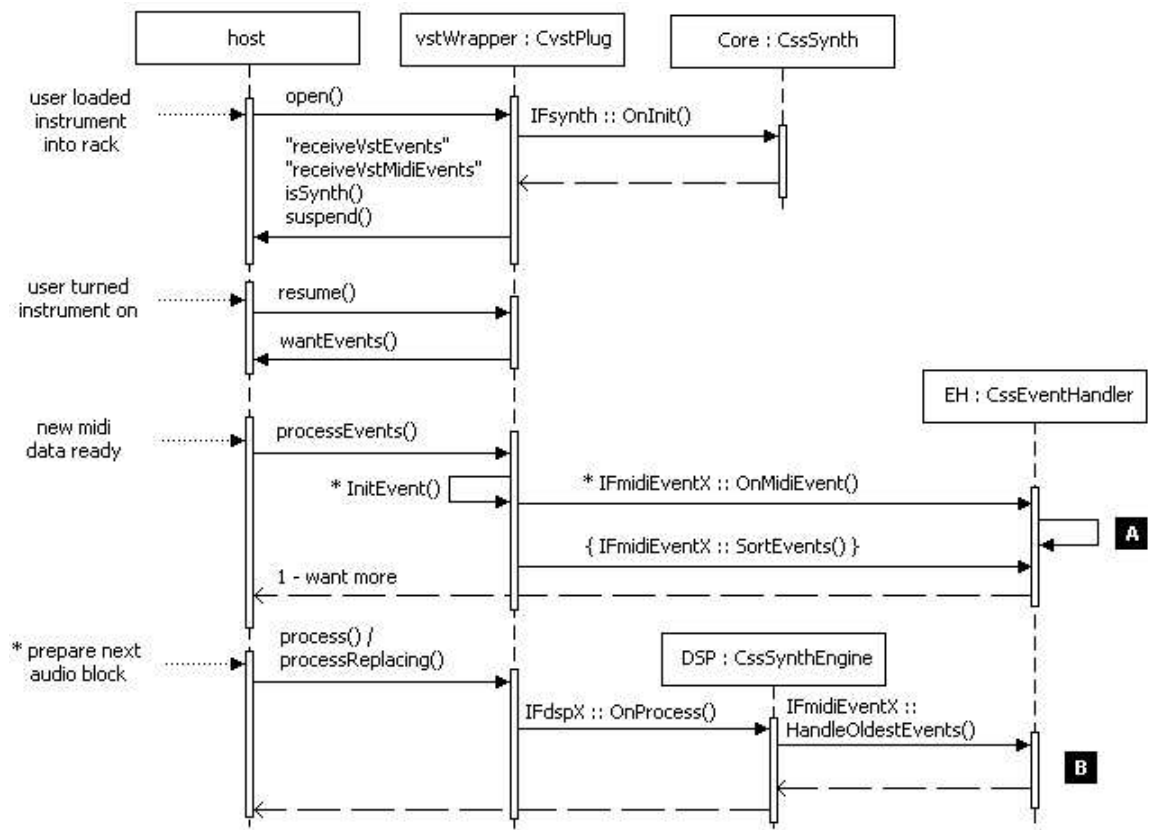 host
vstWrapper : CvstPlug
Core : CssSynth
user loaded
instrument
into rack
open()
IFsynth :: OnInit()
"receiveVstEvents"
"receiveVstMidiEvents"
isSynth()
suspend()
user turned
instrument on
resume()
wantEvents()
EH : CssEventHandler
new midi
data ready
processEvents()
* InitEvent()
* IFmidiEventX :: OnMidiEvent()
A
{ IFmidiEventX :: SortEvents() }
1 - want more
* prepare next
audio block
process() /
processReplacing()
DSP : CssSynthEngine
IFdspX :: OnProcess()
IFmidiEventX ::
HandleOldestEvents()
B